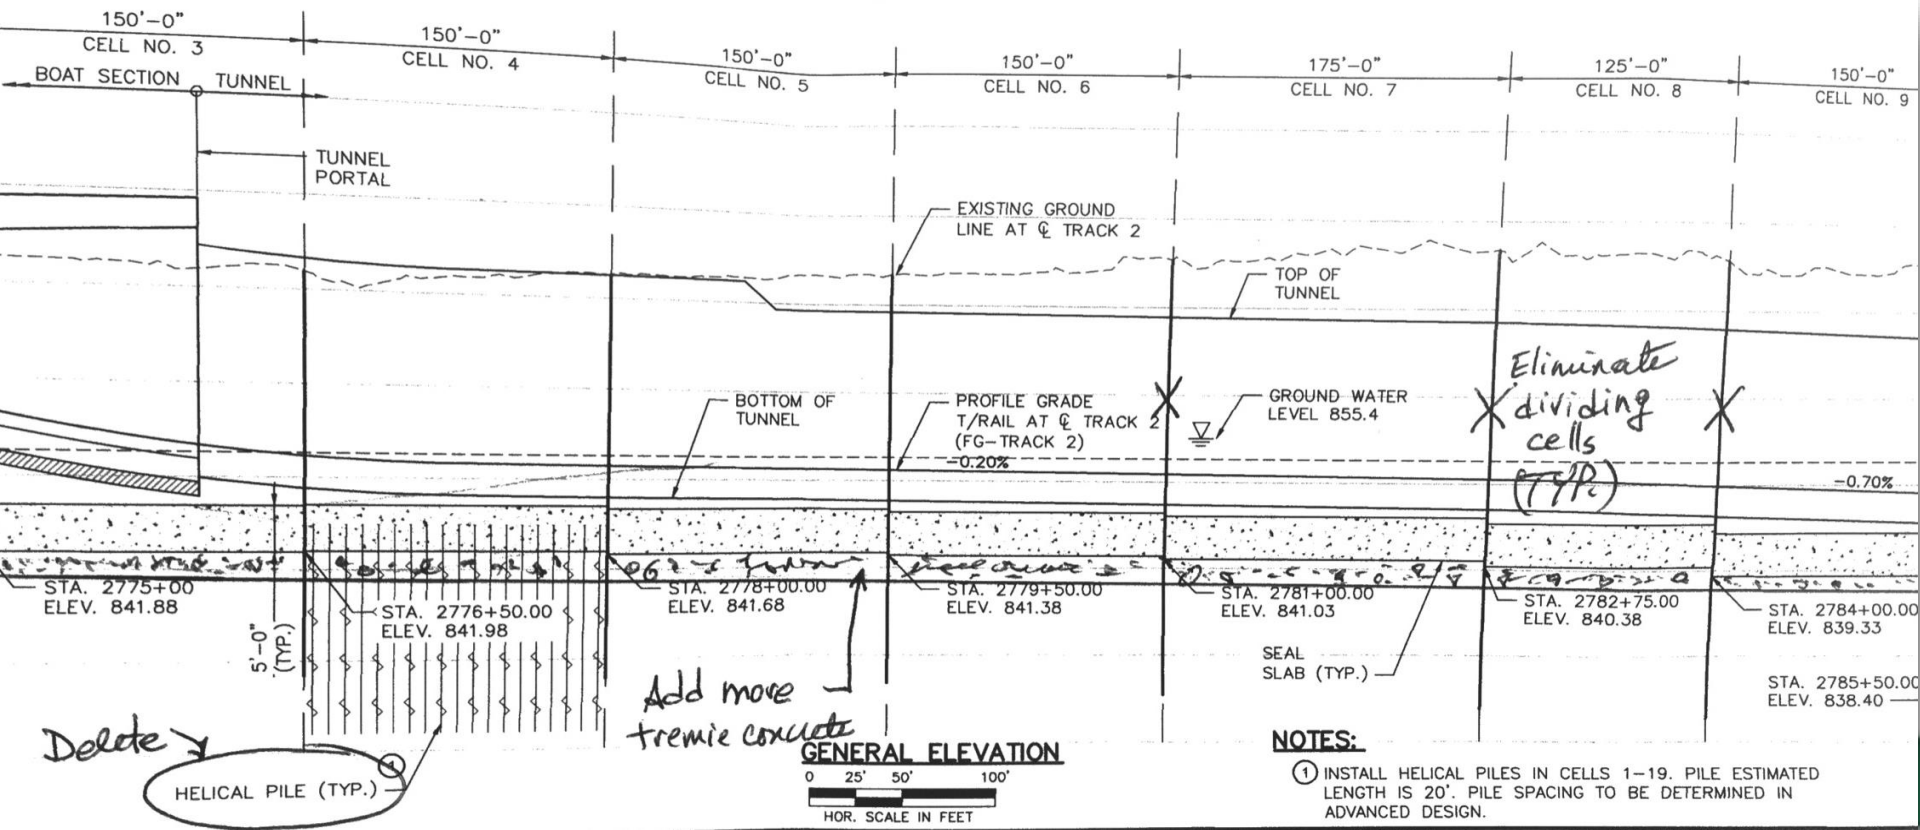 150'-0"
CELL NO. 3
150'-0"
CELL NO. 4
150'-0"
CELL NO. 5
150'-0"
CELL NO. 6
175'-0"
CELL NO. 7
125'-0"
CELL NO. 8
150'-0"
CELL NO. 9
BOAT SECTION
TUNNEL
TUNNEL
PORTAL
EXISTING GROUND
LINE AT ℄ TRACK 2
TOP OF
TUNNEL
BOTTOM OF
TUNNEL
PROFILE GRADE
T/RAIL AT ℄ TRACK 2
(FG-TRACK 2)
-0.20%
GROUND WATER
LEVEL 855.4
Eliminate
dividing
cells
(TYP.)
-0.70%
STA. 2775+00
ELEV. 841.88
STA. 2776+50.00
ELEV. 841.98
STA. 2778+00.00
ELEV. 841.68
STA. 2779+50.00
ELEV. 841.38
STA. 2781+00.00
ELEV. 841.03
STA. 2782+75.00
ELEV. 840.38
STA. 2784+00.00
ELEV. 839.33
5'-0"
(TYP.)
SEAL
SLAB (TYP.)
STA. 2785+50.00
ELEV. 838.40
Add more
tremie concrete
Delete
1
HELICAL PILE (TYP.)
GENERAL ELEVATION
0 25' 50' 100'
HOR. SCALE IN FEET
NOTES:
1 INSTALL HELICAL PILES IN CELLS 1-19. PILE ESTIMATED
LENGTH IS 20'. PILE SPACING TO BE DETERMINED IN
ADVANCED DESIGN.